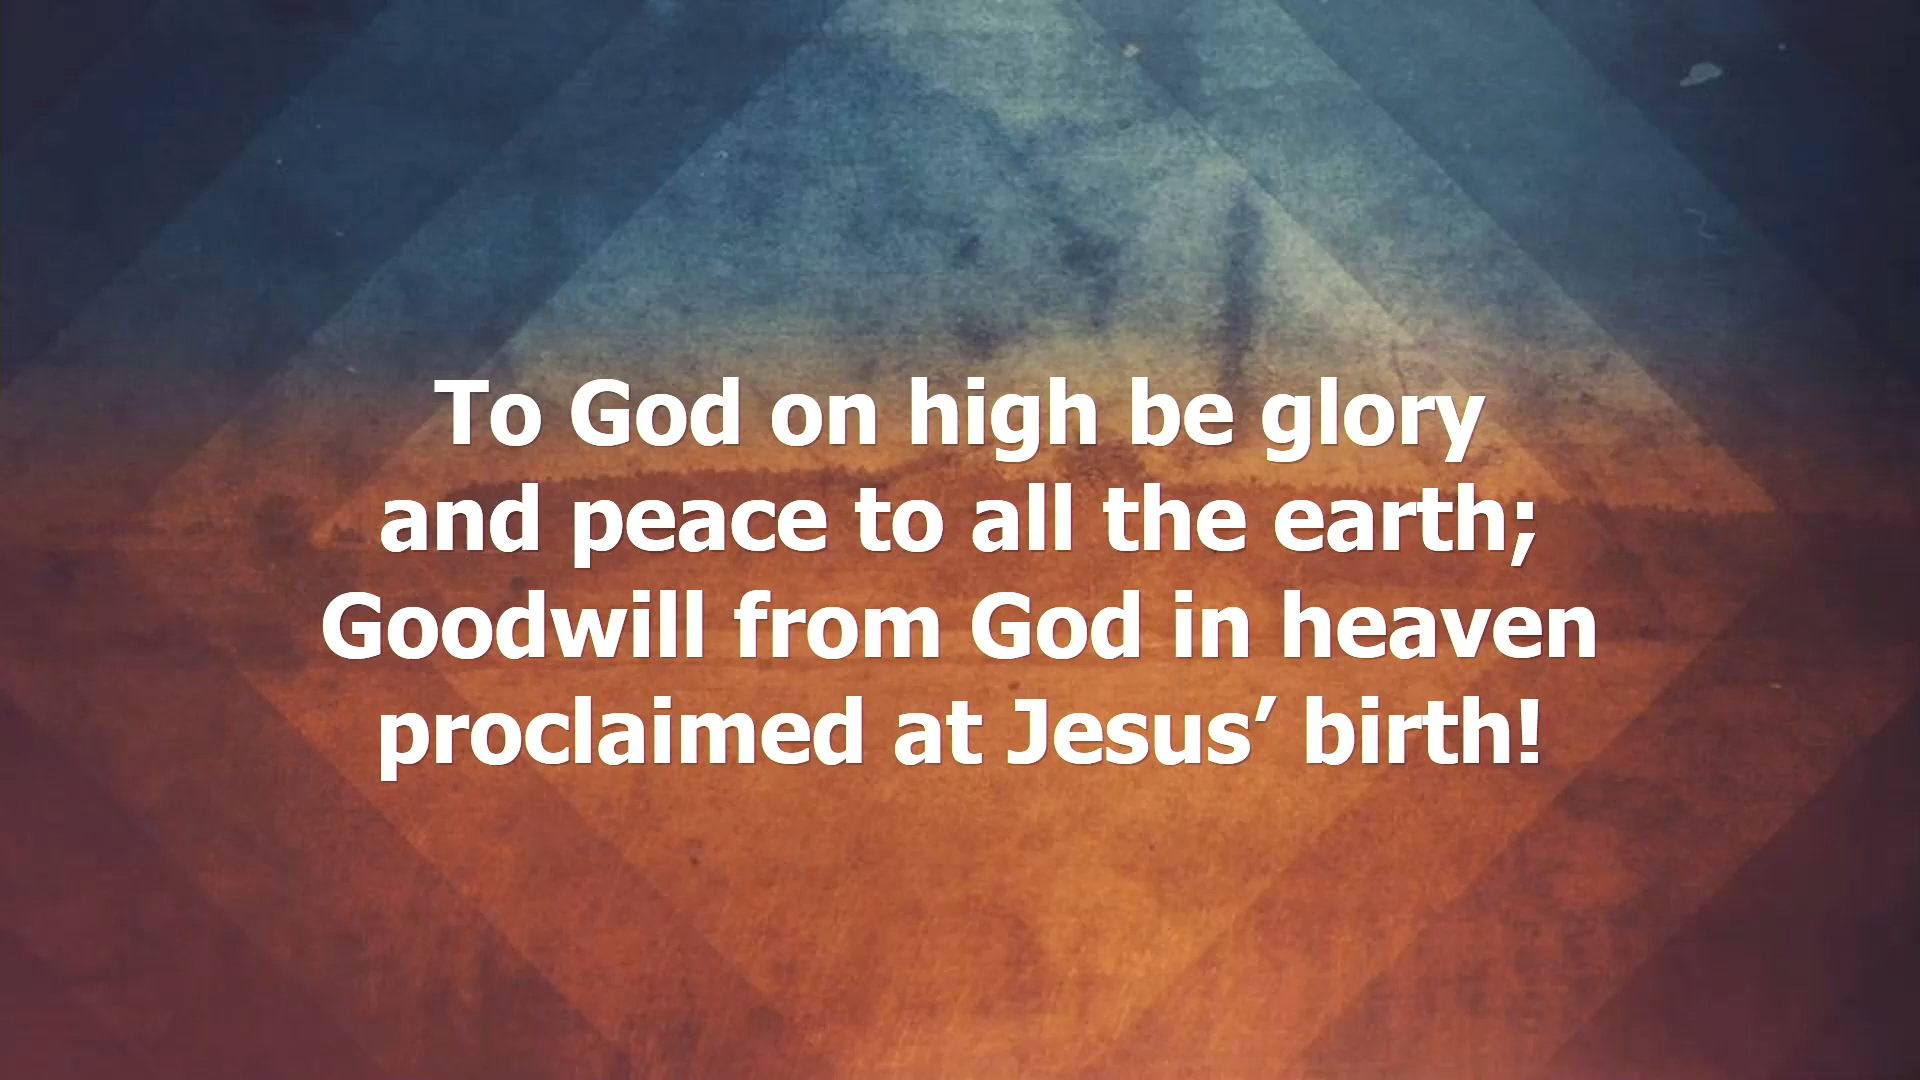 To God on high be glory
and peace to all the earth;
Goodwill from God in heaven
proclaimed at Jesus’ birth!